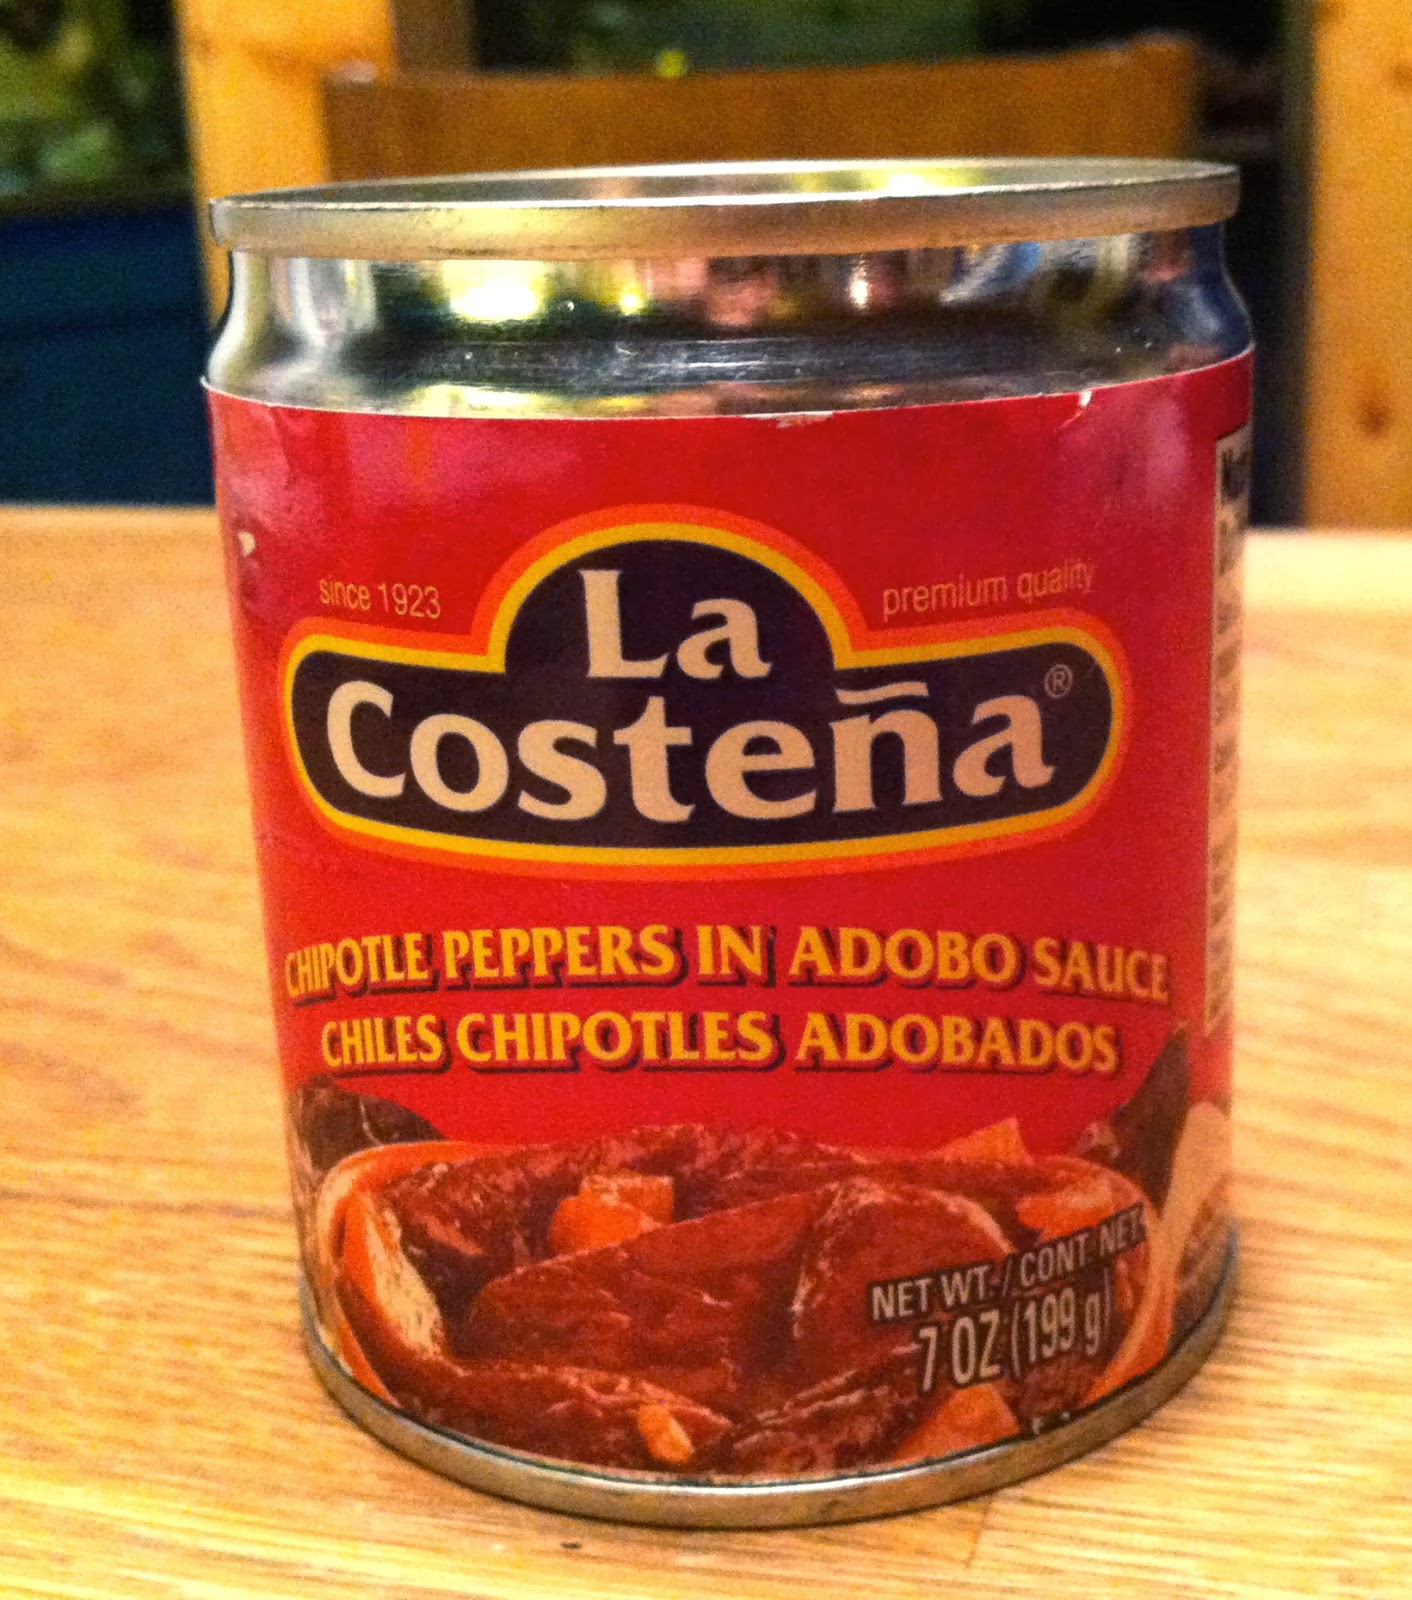 since 1923
premium quality
La
Costeña®
CHIPOTLE PEPPERS IN ADOBO SAUCE
CHILES CHIPOTLES ADOBADOS
NET WT. / CONT. NET.
7 OZ (199 g)